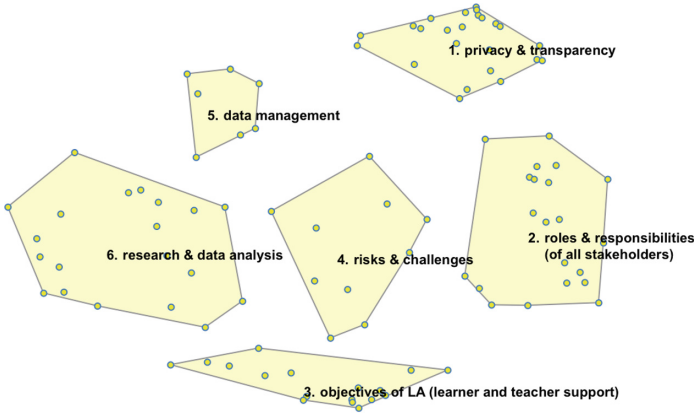 1. privacy & transparency
5. data management
2. roles & responsibilities
(of all stakeholders)
6. research & data analysis
4. risks & challenges
3. objectives of LA (learner and teacher support)